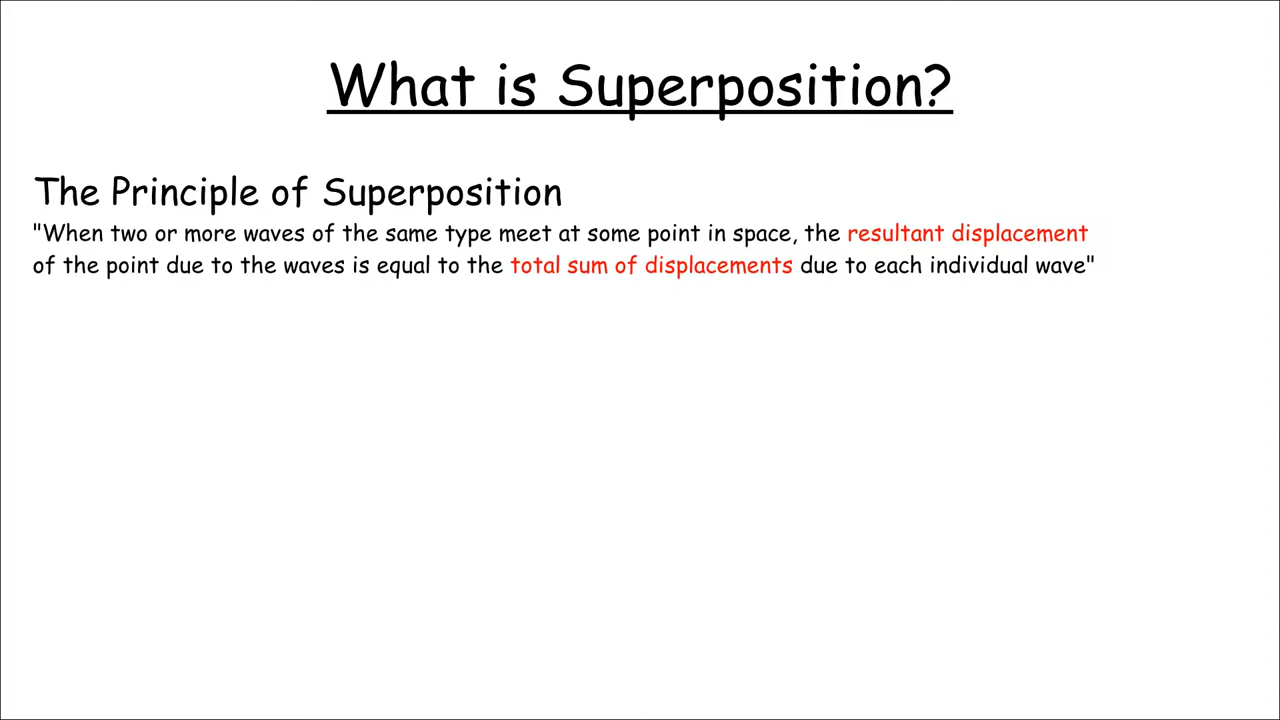 What is Superposition?
The Principle of Superposition
"When two or more waves of the same type meet at some point in space, the resultant displacement
of the point due to the waves is equal to the total sum of displacements due to each individual wave"